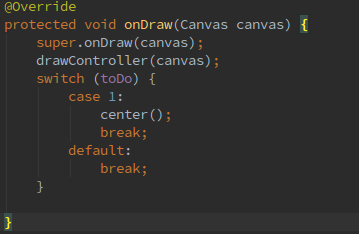 @Override
protected void onDraw(Canvas canvas) {
    super.onDraw(canvas);
    drawController(canvas);
    switch (toDo) {
        case 1:
            center();
            break;
        default:
            break;
    }
}